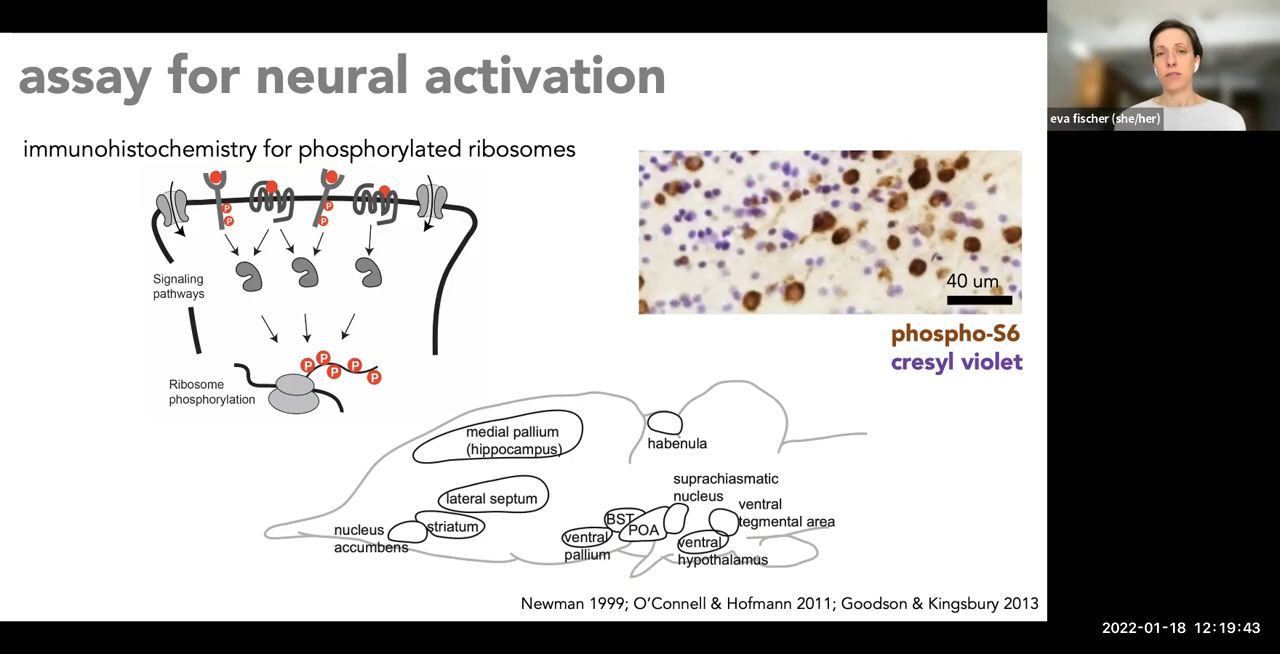 assay for neural activation
eva fischer (she/her)
immunohistochemistry for phosphorylated ribosomes
P
P
P
P
Signaling
pathways
40 um
phospho-S6
cresyl violet
P
P
P
P
P
Ribosome
phosphorylation
medial pallium
(hippocampus)
habenula
suprachiasmatic
nucleus
lateral septum
ventral
tegmental area
nucleus
accumbens
striatum
BST
POA
ventral
pallium
ventral
hypothalamus
Newman 1999; O'Connell & Hofmann 2011; Goodson & Kingsbury 2013
2022-01-18 12:19:43